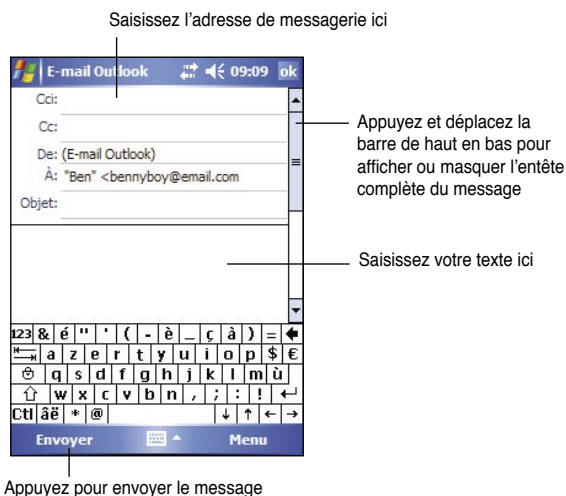 Saisissez l'adresse de messagerie ici
E-mail Outlook 09:09 ok
Cci:
Cc:
De: (E-mail Outlook)
À: "Ben" <bennyboy@email.com
Objet:
Appuyez et déplacez la
barre de haut en bas pour
afficher ou masquer l'entête
complète du message
Saisissez votre texte ici
123 & é " ' ( - è _ ç à ) =
a z e r t y u i o p $ €
q s d f g h j k l m ù
w x c v b n , ; : !
Ctl âë * @ ↓ ↑ ← →
Envoyer Menu
Appuyez pour envoyer le message